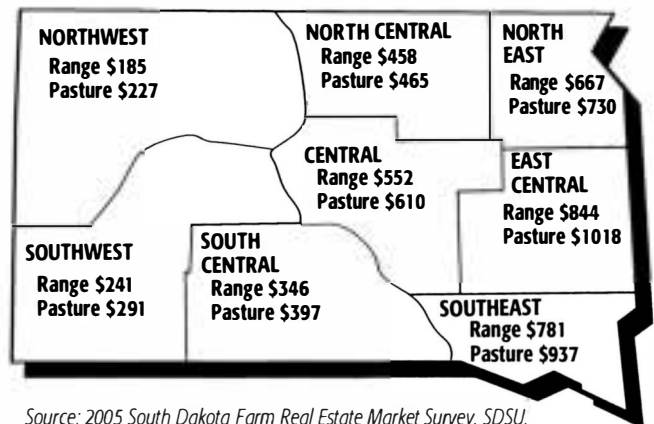 NORTHWEST
Range $185
Pasture $227
NORTH CENTRAL
Range $458
Pasture $465
NORTH
EAST
Range $667
Pasture $730
CENTRAL
Range $552
Pasture $610
EAST
CENTRAL
Range $844
Pasture $1018
SOUTHWEST
Range $241
Pasture $291
SOUTH
CENTRAL
Range $346
Pasture $397
SOUTHEAST
Range $781
Pasture $937
Source: 2005 South Dakota Farm Real Estate Market Survey, SDSU.